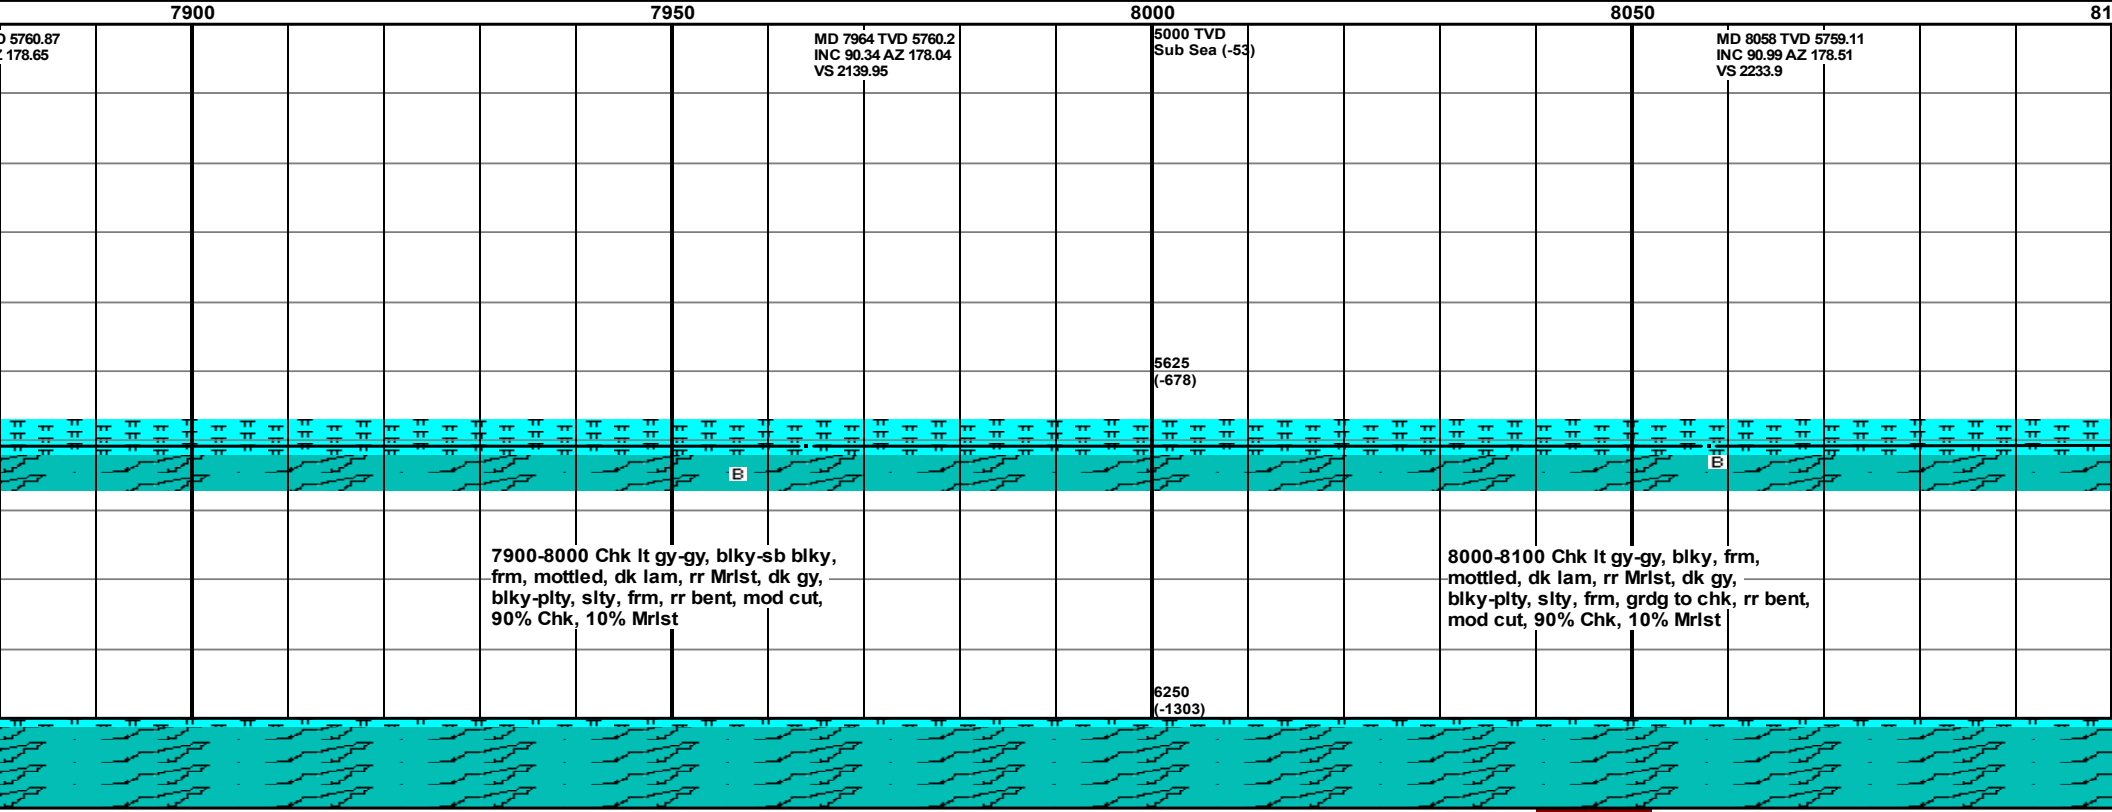 7900 7950 8000 8050 81
D 5760.87
Z 178.65
MD 7964 TVD 5760.2
INC 90.34 AZ 178.04
VS 2139.95
5000 TVD
Sub Sea (-53)
MD 8058 TVD 5759.11
INC 90.99 AZ 178.51
VS 2233.9
5625
(-678)
B
B
7900-8000 Chk lt gy-gy, blky-sb blky,
frm, mottled, dk lam, rr Mrlst, dk gy,
blky-plty, slty, frm, rr bent, mod cut,
90% Chk, 10% Mrlst
8000-8100 Chk lt gy-gy, blky, frm,
mottled, dk lam, rr Mrlst, dk gy,
blky-plty, slty, frm, grdg to chk, rr bent,
mod cut, 90% Chk, 10% Mrlst
6250
(-1303)